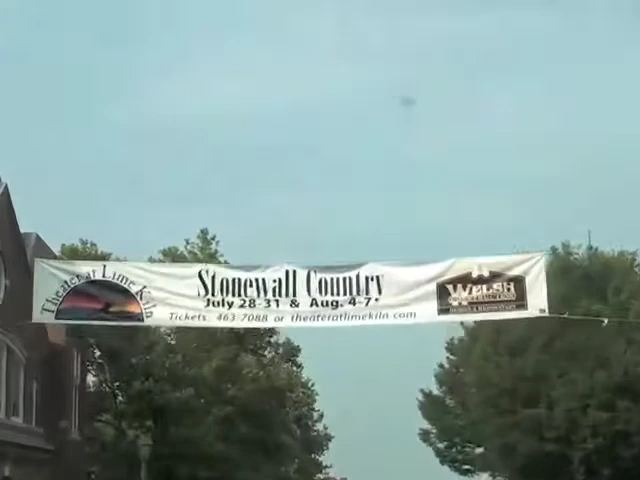 Theater at Lime Kiln
Stonewall Country
July 28-31 & Aug. 4-7
Tickets 463 7088 or theateratlimekiln.com
WELSH